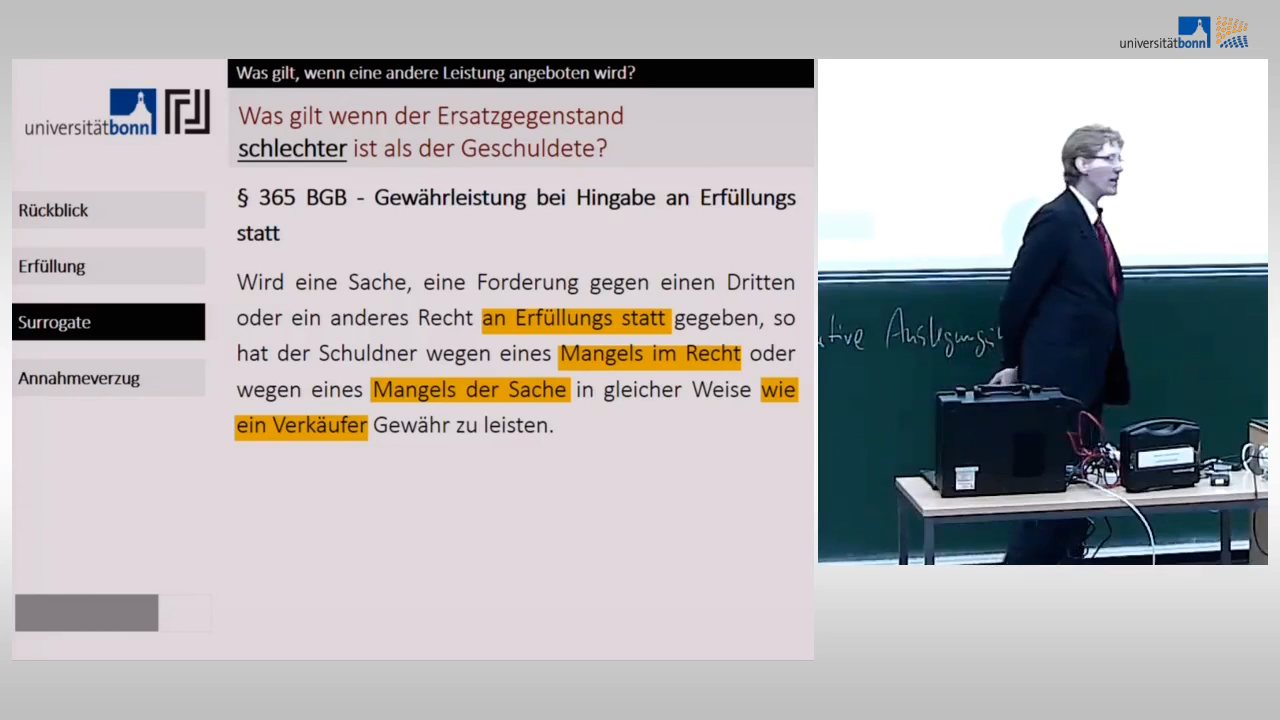 universitätbonn
Was gilt, wenn eine andere Leistung angeboten wird?
universitätbonn
Was gilt wenn der Ersatzgegenstand
schlechter ist als der Geschuldete?
§ 365 BGB - Gewährleistung bei Hingabe an Erfüllungs
statt
Rückblick
Erfüllung
Surrogate
Annahmeverzug
Wird eine Sache, eine Forderung gegen einen Dritten
oder ein anderes Recht an Erfüllungs statt gegeben, so
hat der Schuldner wegen eines Mangels im Recht oder
wegen eines Mangels der Sache in gleicher Weise wie
ein Verkäufer Gewähr zu leisten.